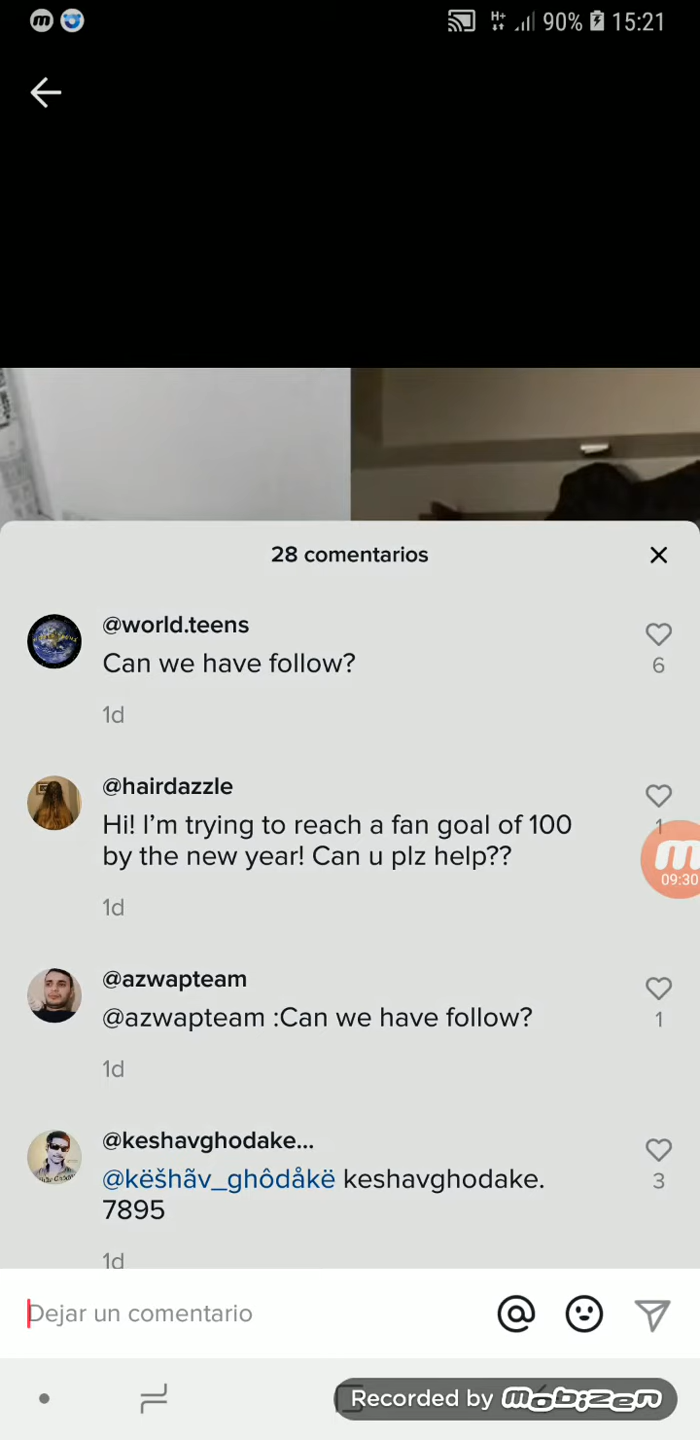 90% 15:21
28 comentarios
@world.teens
Can we have follow?
6
1d
@hairdazzle
Hi! I’m trying to reach a fan goal of 100
by the new year! Can u plz help??
1
1d
09:30
@azwapteam
@azwapteam :Can we have follow?
1
1d
@keshavghodake...
@këšhãv_ghôdåkë keshavghodake.
7895
3
1d
Dejar un comentario
Recorded by mobizen